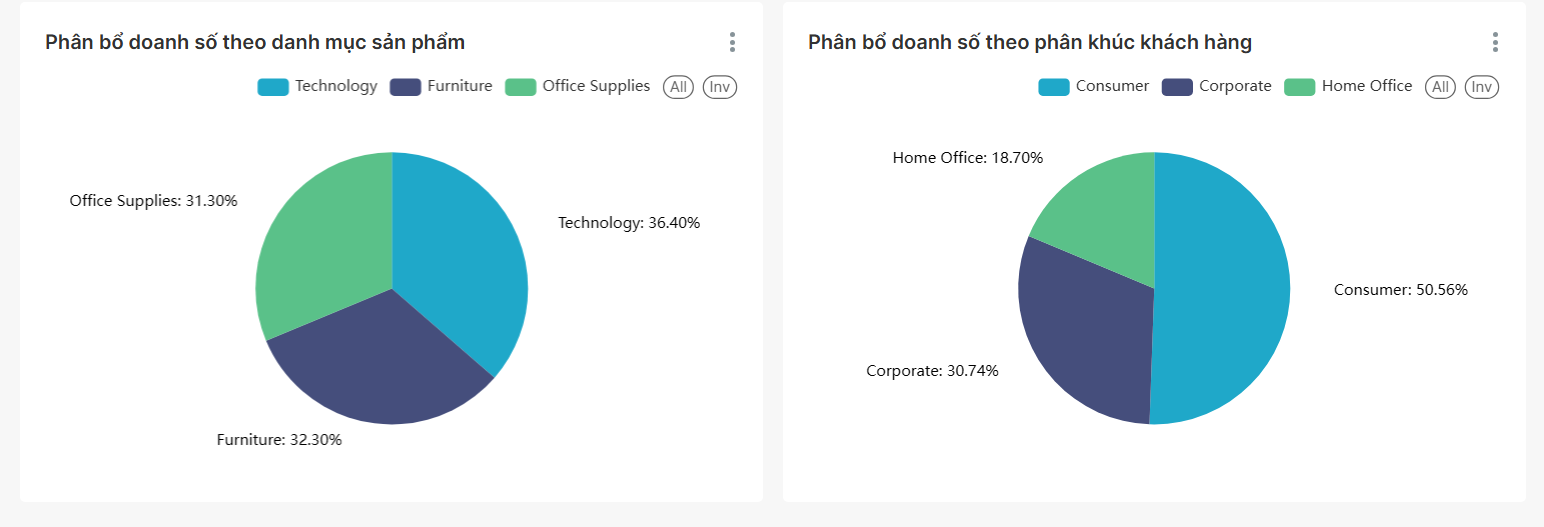 Phân bổ doanh số theo danh mục sản phẩm
Technology Furniture Office Supplies All Inv
Office Supplies: 31.30%
Technology: 36.40%
Furniture: 32.30%
Phân bổ doanh số theo phân khúc khách hàng
Consumer Corporate Home Office All Inv
Home Office: 18.70%
Consumer: 50.56%
Corporate: 30.74%